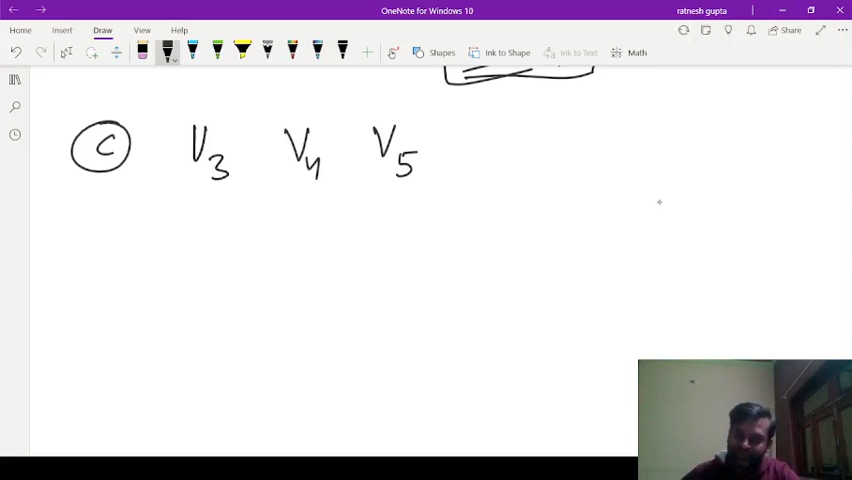 OneNote for Windows 10
ratnesh gupta
Home Insert Draw View Help
Shapes Ink to Shape Ink to Text Math Share
C V3 V4 V5